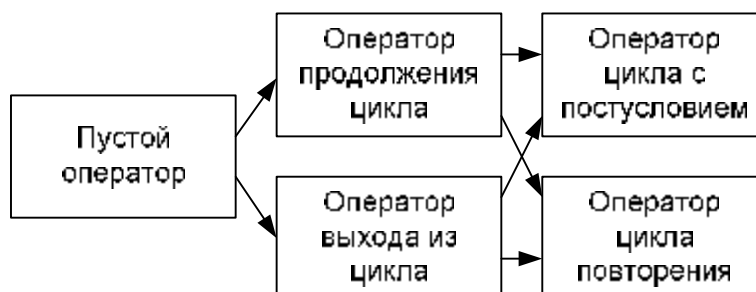 Пустой
оператор
Оператор
продолжения
цикла
Оператор
выхода из
цикла
Оператор
цикла с
постусловием
Оператор
цикла
повторения